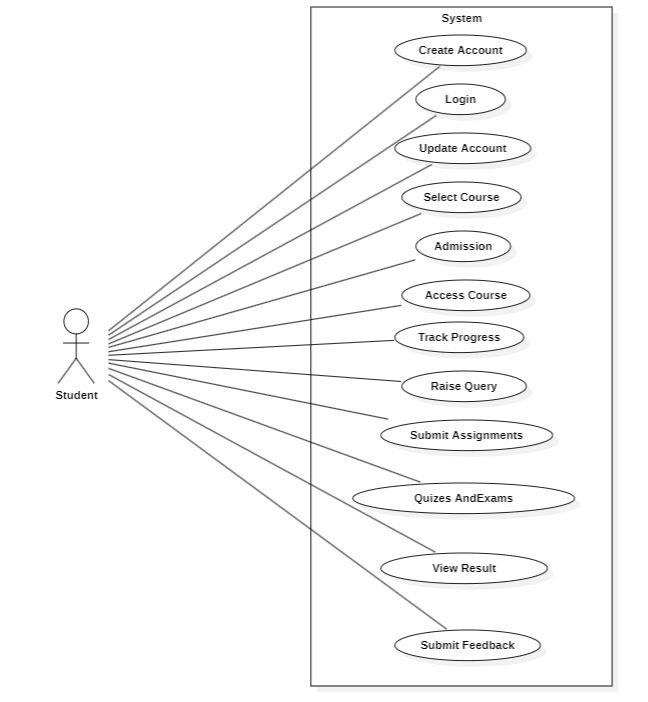 System
Create Account
Login
Update Account
Select Course
Admission
Access Course
Track Progress
Raise Query
Student
Submit Assignments
Quizes AndExams
View Result
Submit Feedback